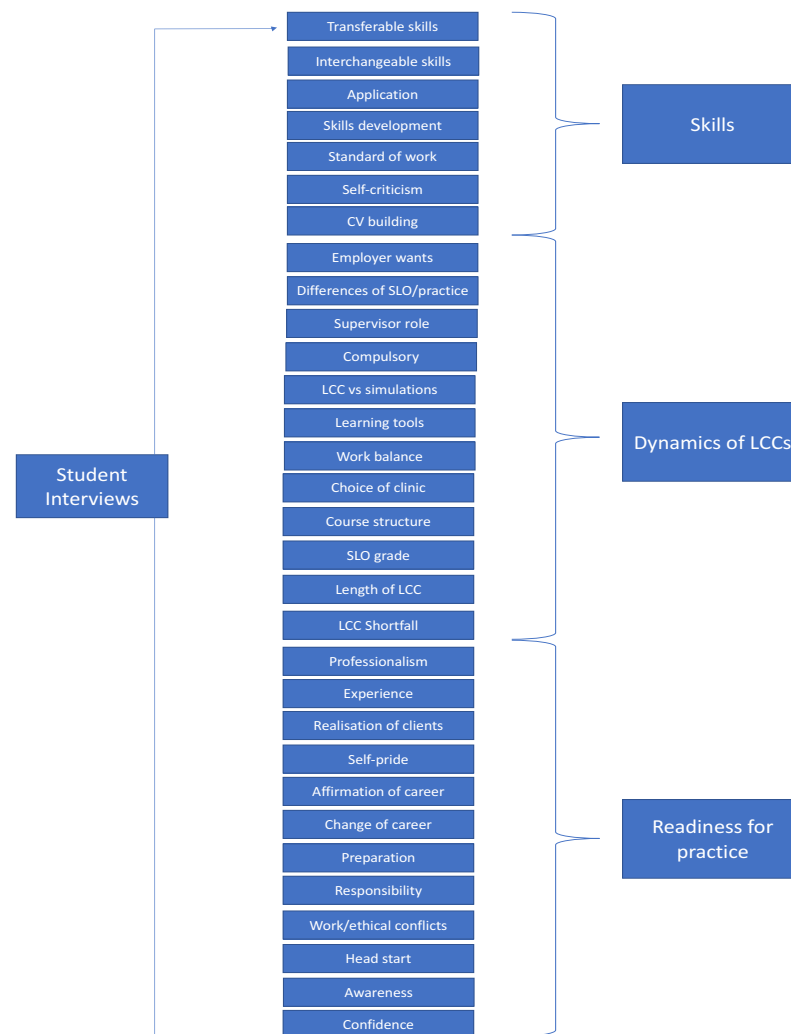 Transferable skills
Interchangeable skills
Application
Skills development
Standard of work
Self-criticism
CV building
Employer wants
Differences of SLO/practice
Supervisor role
Compulsory
LCC vs simulations
Learning tools
Work balance
Choice of clinic
Course structure
SLO grade
Length of LCC
LCC Shortfall
Professionalism
Experience
Realisation of clients
Self-pride
Affirmation of career
Change of career
Preparation
Responsibility
Work/ethical conflicts
Head start
Awareness
Confidence
Student
Interviews
Skills
Dynamics of LCCs
Readiness for
practice